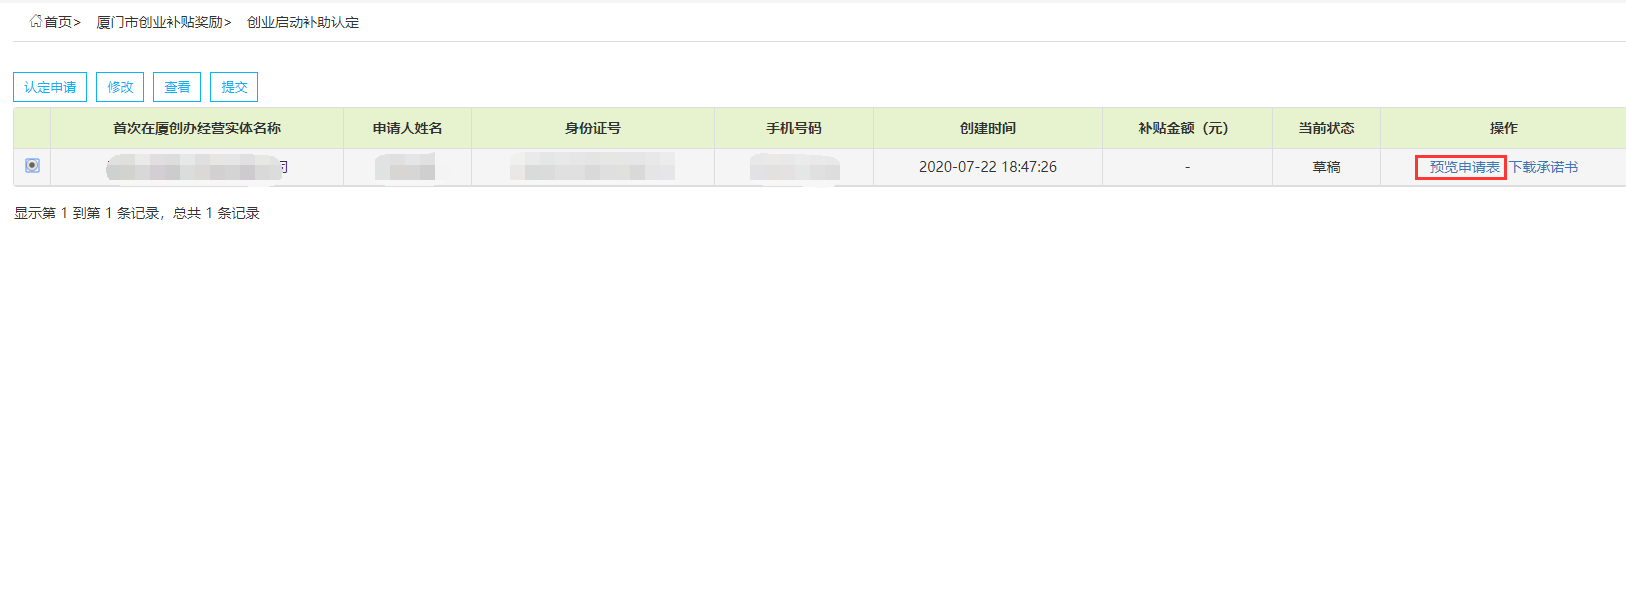 首页> 厦门市创业补贴奖励> 创业启动补助认定
认定申请 修改 查看 提交
首次在厦创办经营实体名称 申请人姓名 身份证号 手机号码 创建时间 补贴金额（元） 当前状态 操作
2020-07-22 18:47:26 - 草稿 预览申请表 下载承诺书
显示第 1 到第 1 条记录，总共 1 条记录